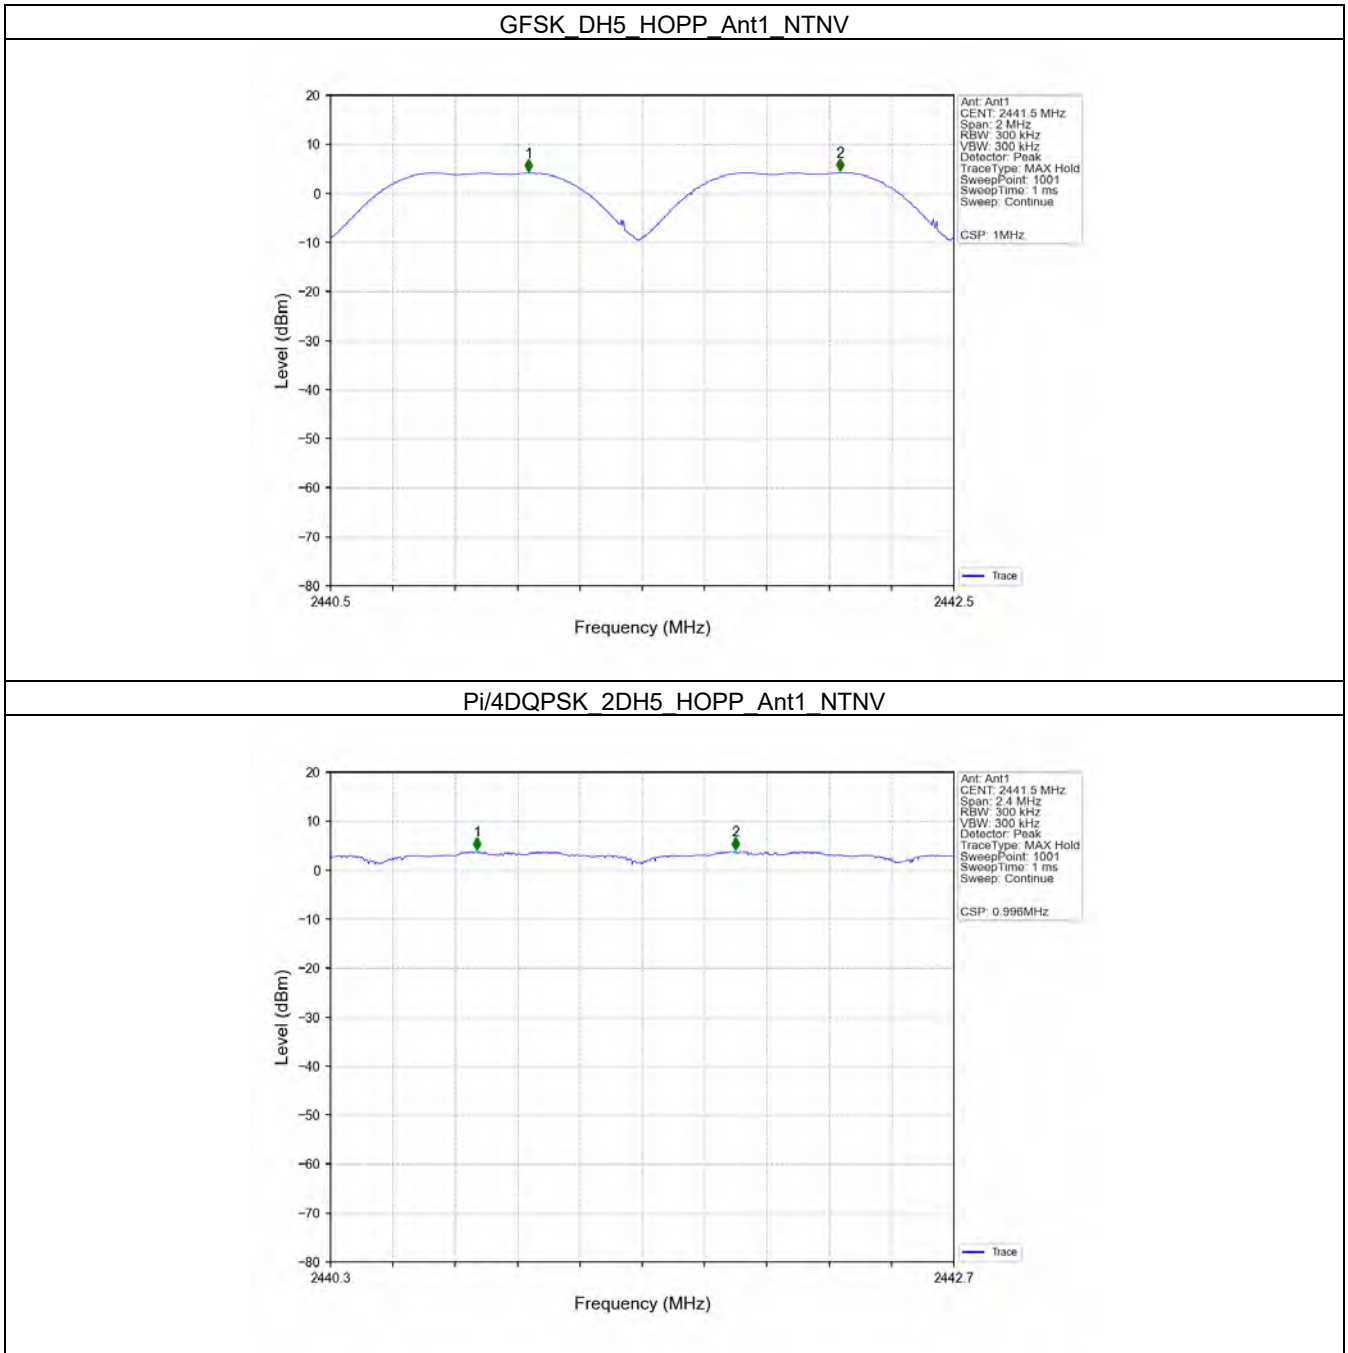 GFSK_DH5_HOPP_Ant1_NTNV
20
10
0
−10
−20
−30
−40
−50
−60
−70
−80
Level (dBm)
1
2
Ant: Ant1
CENT: 2441.5 MHz
Span: 2 MHz
RBW: 300 kHz
VBW: 300 kHz
Detector: Peak
TraceType: MAX Hold
SweepPoint: 1001
SweepTime: 1 ms
Sweep: Continue
CSP: 1MHz
Trace
2440.5
2442.5
Frequency (MHz)
Pi/4DQPSK_2DH5_HOPP_Ant1_NTNV
20
10
0
−10
−20
−30
−40
−50
−60
−70
−80
Level (dBm)
1
2
Ant: Ant1
CENT: 2441.5 MHz
Span: 2.4 MHz
RBW: 300 kHz
VBW: 300 kHz
Detector: Peak
TraceType: MAX Hold
SweepPoint: 1001
SweepTime: 1 ms
Sweep: Continue
CSP: 0.996MHz
Trace
2440.3
2442.7
Frequency (MHz)